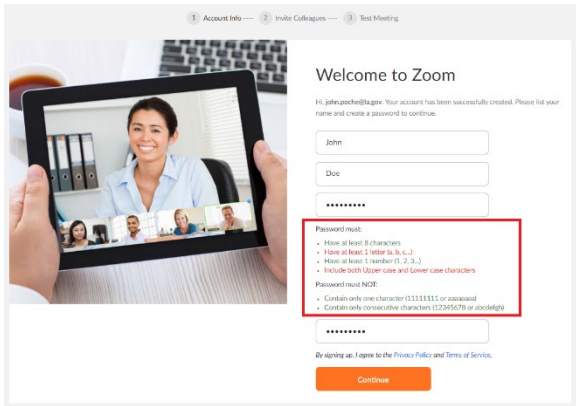 1 Account Info 2 Invite Colleagues 3 Test Meeting
Welcome to Zoom
Hi, john.poche@la.gov. Your account has been successfully created. Please list your
name and create a password to continue.
John
Doe
•••••••••
Password must:
• Have at least 8 characters
• Have at least 1 letter (a, b, c...)
• Have at least 1 number (1, 2, 3...)
• Include both Upper case and Lower case characters
Password must NOT:
• Contain only one character (11111111 or aaaaaaaa)
• Contain only consecutive characters (12345678 or abcdefgh)
•••••••••
By signing up, I agree to the Privacy Policy and Terms of Service.
Continue